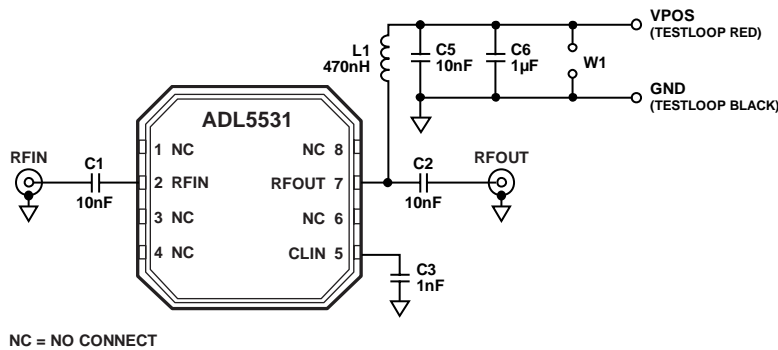 VPOS
(TESTLOOP RED)
L1
470nH
C5
10nF
C6
1µF
W1
GND
(TESTLOOP BLACK)
ADL5531
RFIN
C1
10nF
1 NC
2 RFIN
3 NC
4 NC
NC 8
RFOUT 7
NC 6
CLIN 5
C2
10nF
RFOUT
C3
1nF
NC = NO CONNECT